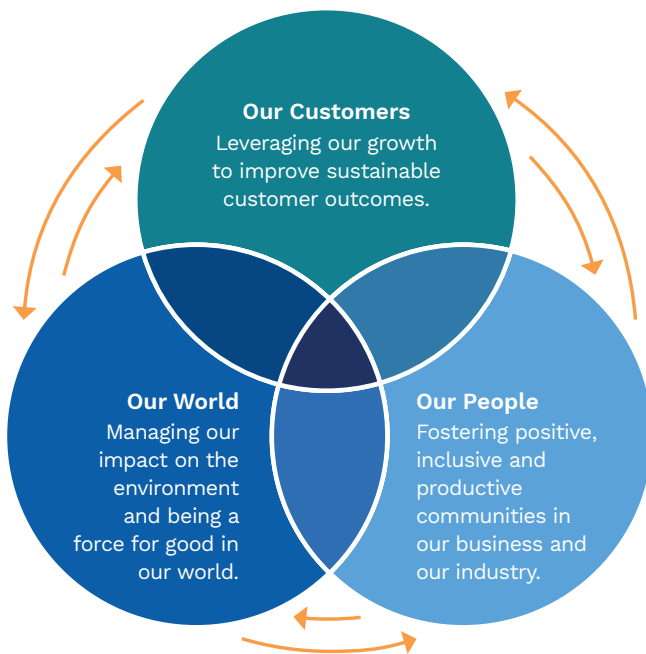 Our Customers
Leveraging our growth
to improve sustainable
customer outcomes.
Our World
Managing our
impact on the
environment
and being a
force for good in
our world.
Our People
Fostering positive,
inclusive and
productive
communities in
our business and
our industry.